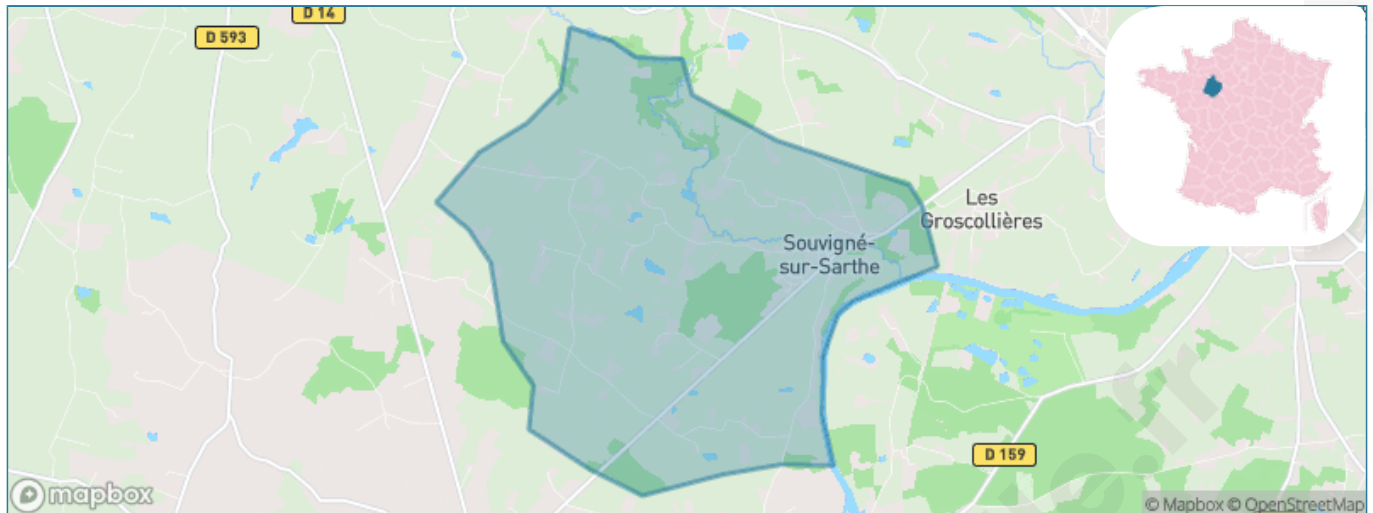 D 14
D 593
Les
Groscollières
Souvigné-
sur-Sarthe
D 159
mapbox
© Mapbox © OpenStreetMap